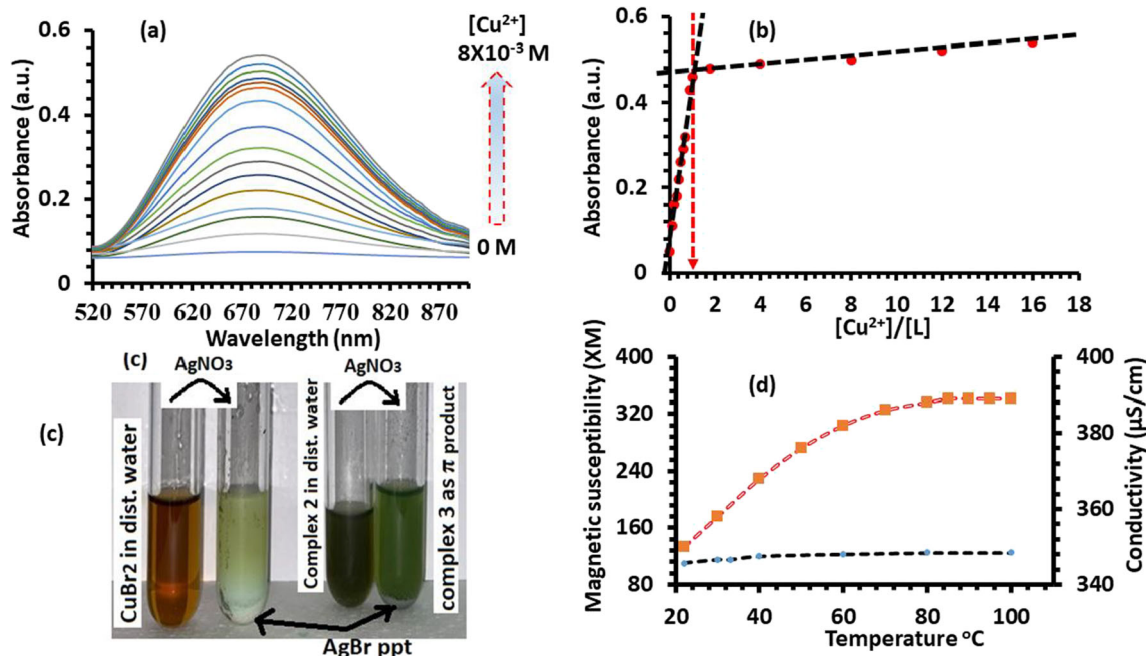 (a)
[Cu²⁺]
8X10⁻³ M
0 M
0.6
0.4
0.2
0
Absorbance (a.u.)
520 570 620 670 720 770 820 870
Wavelength (nm)
(b)
0.6
0.4
0.2
0
Absorbance (a.u.)
0 2 4 6 8 10 12 14 16 18
[Cu²⁺]/[L]
(c)
AgNO₃
AgNO₃
(c)
CuBr2 in dist. water
Complex 2 in dist. water
complex 3 as π product
AgBr ppt
(d)
Magnetic susceptibility (XM)
400
320
240
160
80
400
380
360
340
Conductivity (µS/cm)
20 40 60 80 100
Temperature °C